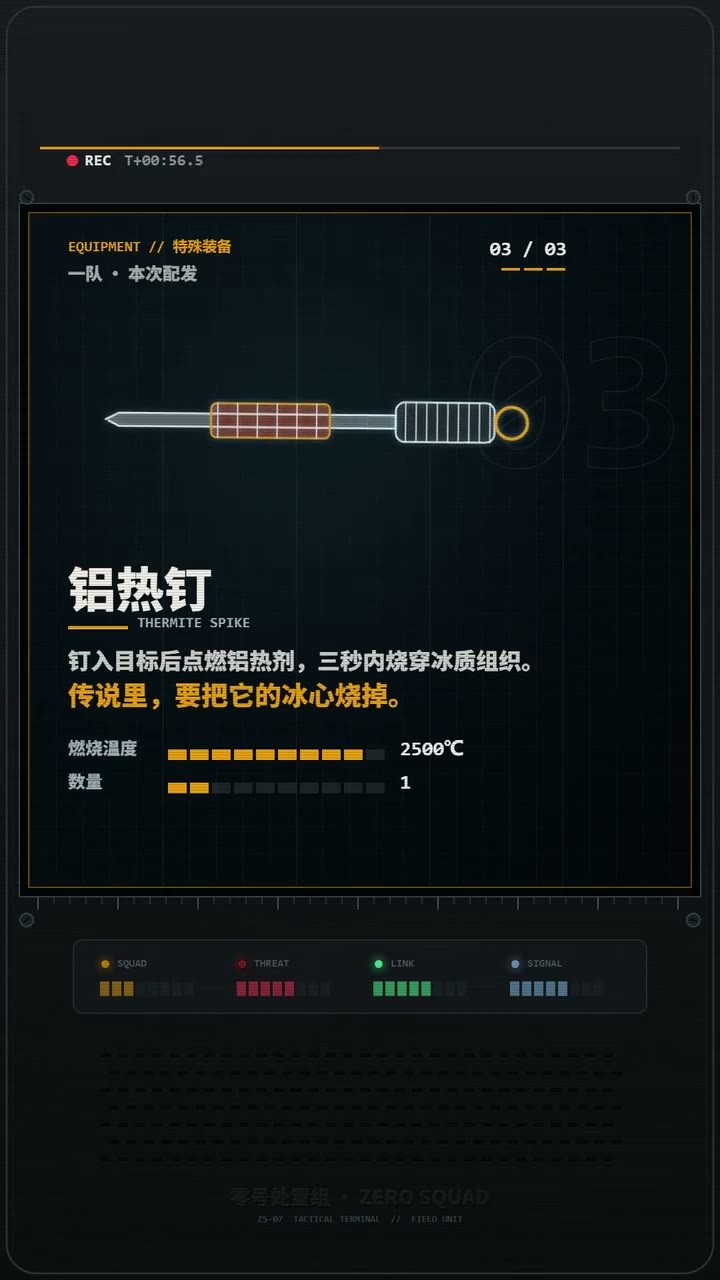 REC T+00:56.5
EQUIPMENT // 特殊装备
03 / 03
一队 · 本次配发
03
铝热钉
THERMITE SPIKE
钉入目标后点燃铝热剂，三秒内烧穿冰质组织。
传说里，要把它的冰心烧掉。
燃烧温度 2500℃
数量 1
SQUAD THREAT LINK SIGNAL
零号处置组 · ZERO SQUAD
ZS-07 TACTICAL TERMINAL // FIELD UNIT